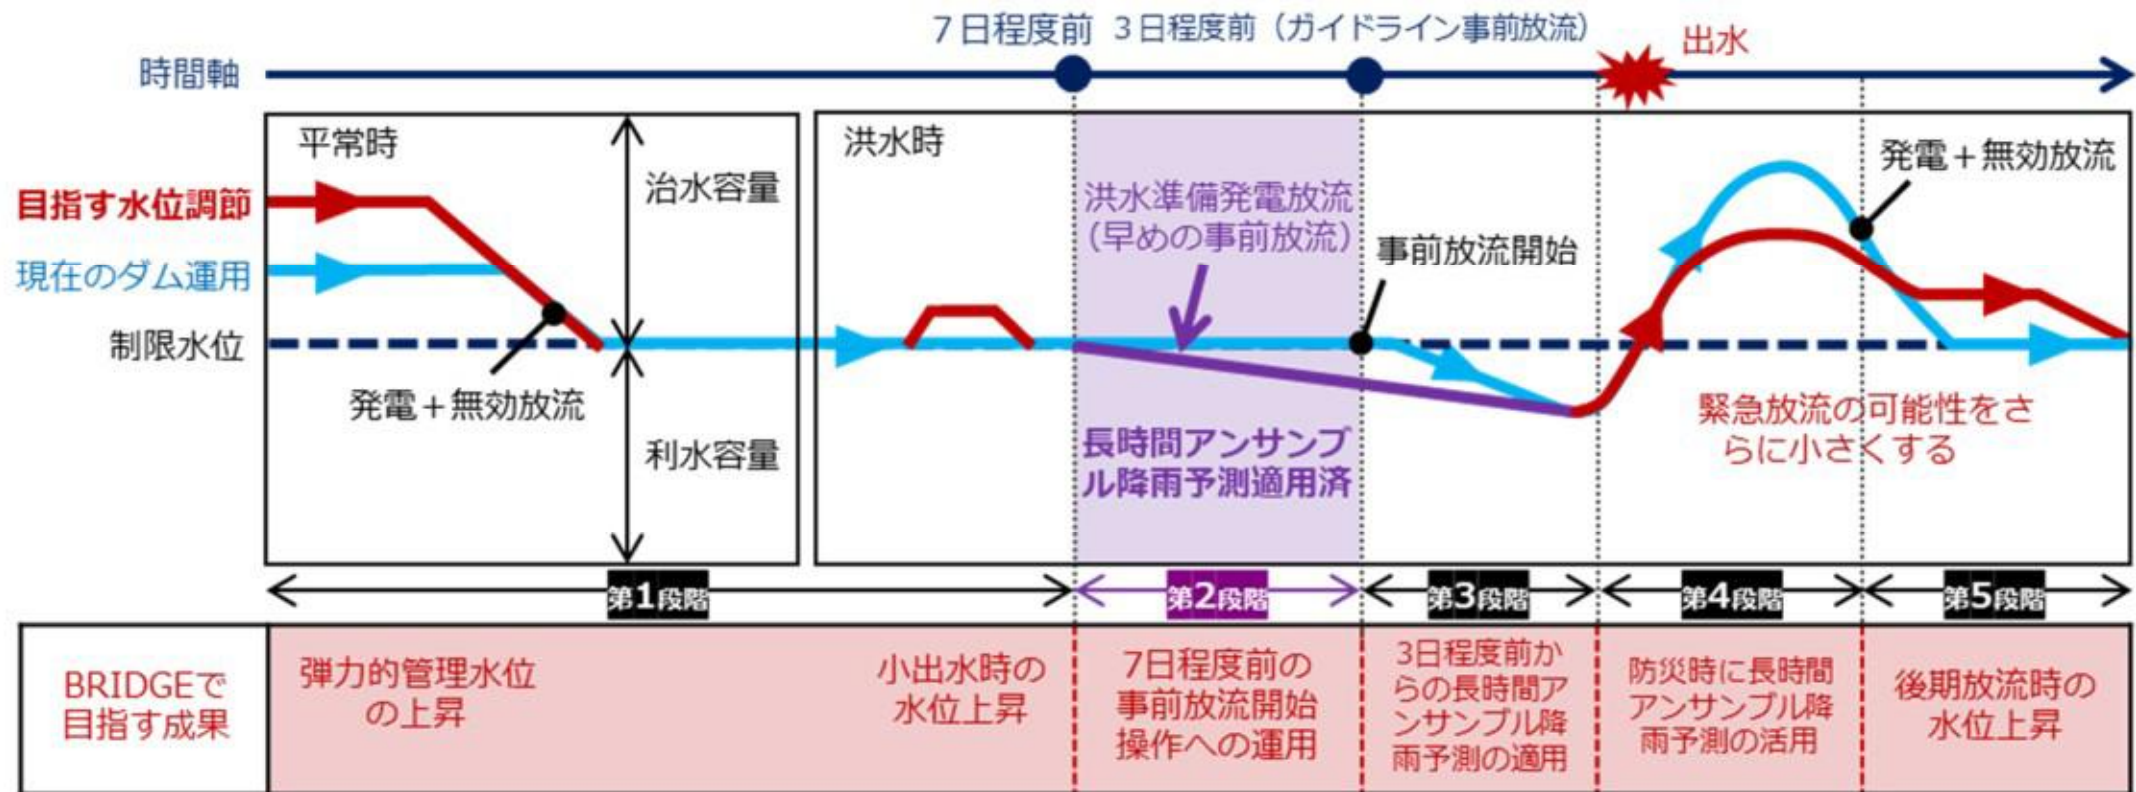 7日程度前
3日程度前（ガイドライン事前放流）
出水
時間軸
平常時
洪水時
目指す水位調節
現在のダム運用
制限水位
治水容量
利水容量
発電＋無効放流
洪水準備発電放流
（早めの事前放流）
事前放流開始
発電＋無効放流
長時間アンサンブ
ル降雨予測適用済
緊急放流の可能性をさ
らに小さくする
第1段階
第2段階
第3段階
第4段階
第5段階
BRIDGEで
目指す成果
弾力的管理水位
の上昇
小出水時の
水位上昇
7日程度前の
事前放流開始
操作への運用
3日程度前か
らの長時間ア
ンサンブル降
雨予測の適用
防災時に長時間
アンサンブル降
雨予測の活用
後期放流時の
水位上昇